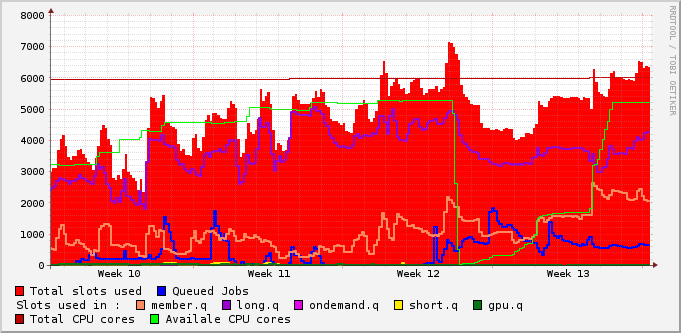 8000
7000
6000
5000
4000
3000
2000
1000
0
Week 10 Week 11 Week 12 Week 13
Total slots used Queued Jobs
Slots used in : member.q long.q ondemand.q short.q gpu.q
Total CPU cores Availale CPU cores
RRDTOOL / TOBI OETIKER